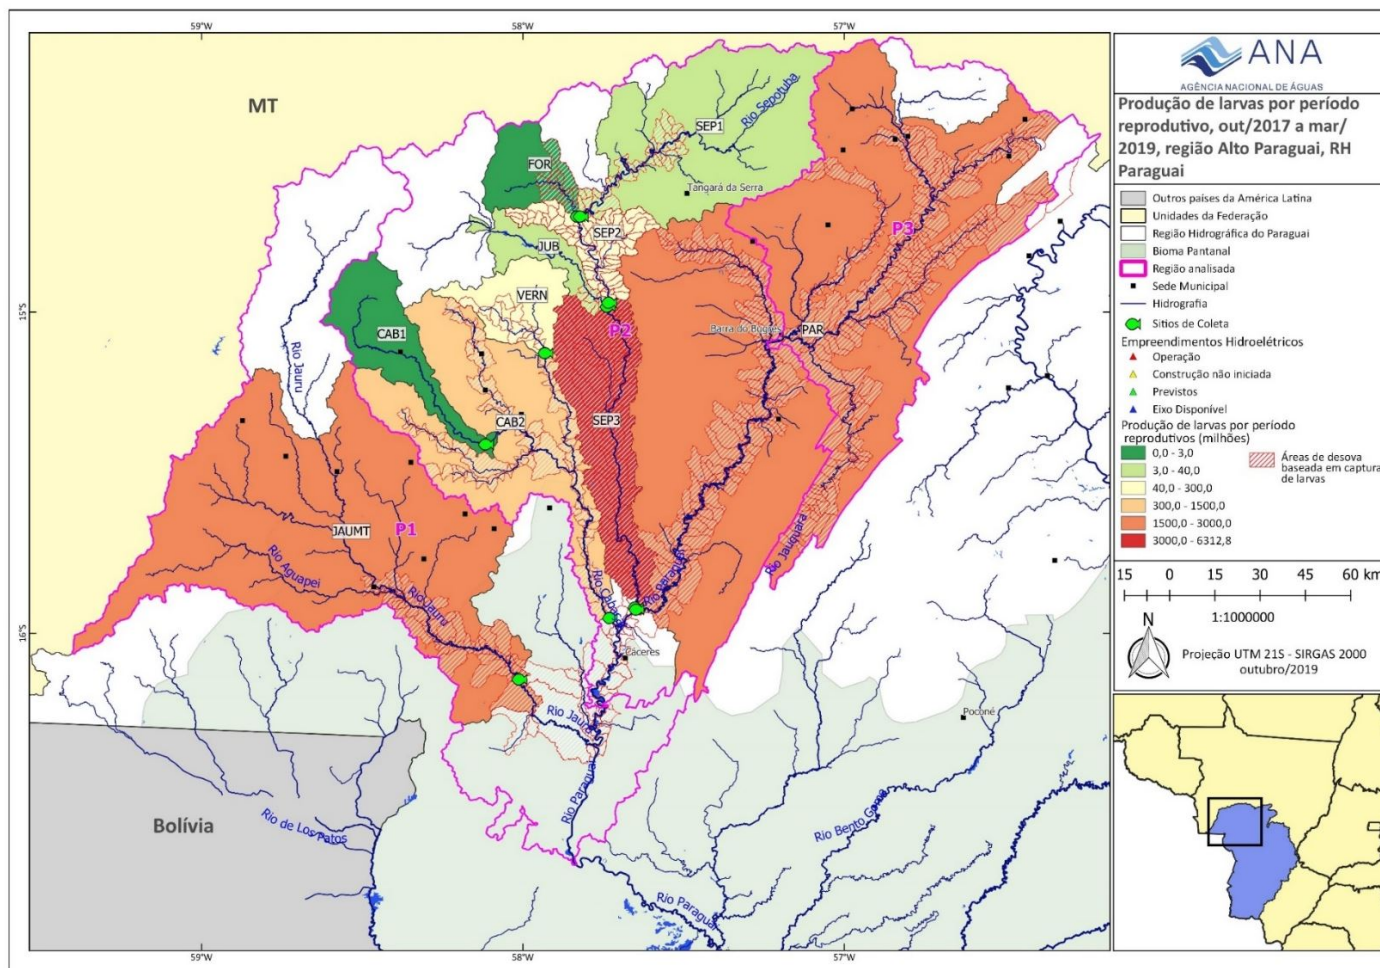 59°W
58°W
57°W
MT
Rio Sepotuba
SEP1
FOR
Tangará da Serra
SEP2
JUB
P3
VERN
15°S
P2
CAB1
Barra do Bugres
PAR
Rio Jauru
SEP3
CAB2
JAUMT
P1
Rio Jauquara
Rio Aguapei
Rio Jauru
Rio Paraguai
16°S
Cáceres
Rio Jauru
Poconé
Rio Paraguai
Rio Bento Gomes
Rio de Los Patos
Bolívia
Rio Paraguai
59°W
58°W
57°W
ANA
AGÊNCIA NACIONAL DE ÁGUAS
Produção de larvas por período
reprodutivo, out/2017 a mar/
2019, região Alto Paraguai, RH
Paraguai
Outros países da América Latina
Unidades da Federação
Região Hidrográfica do Paraguai
Bioma Pantanal
Região analisada
Sede Municipal
Hidrografia
Sitios de Coleta
Empreendimentos Hidroelétricos
Operação
Construção não iniciada
Previstos
Eixo Disponível
Produção de larvas por período
reprodutivos (milhões)
0,0 - 3,0
3,0 - 40,0
40,0 - 300,0
300,0 - 1500,0
1500,0 - 3000,0
3000,0 - 6312,8
Áreas de desova
baseada em captura
de larvas
15 0 15 30 45 60 km
1:1000000
N
Projeção UTM 21S - SIRGAS 2000
outubro/2019